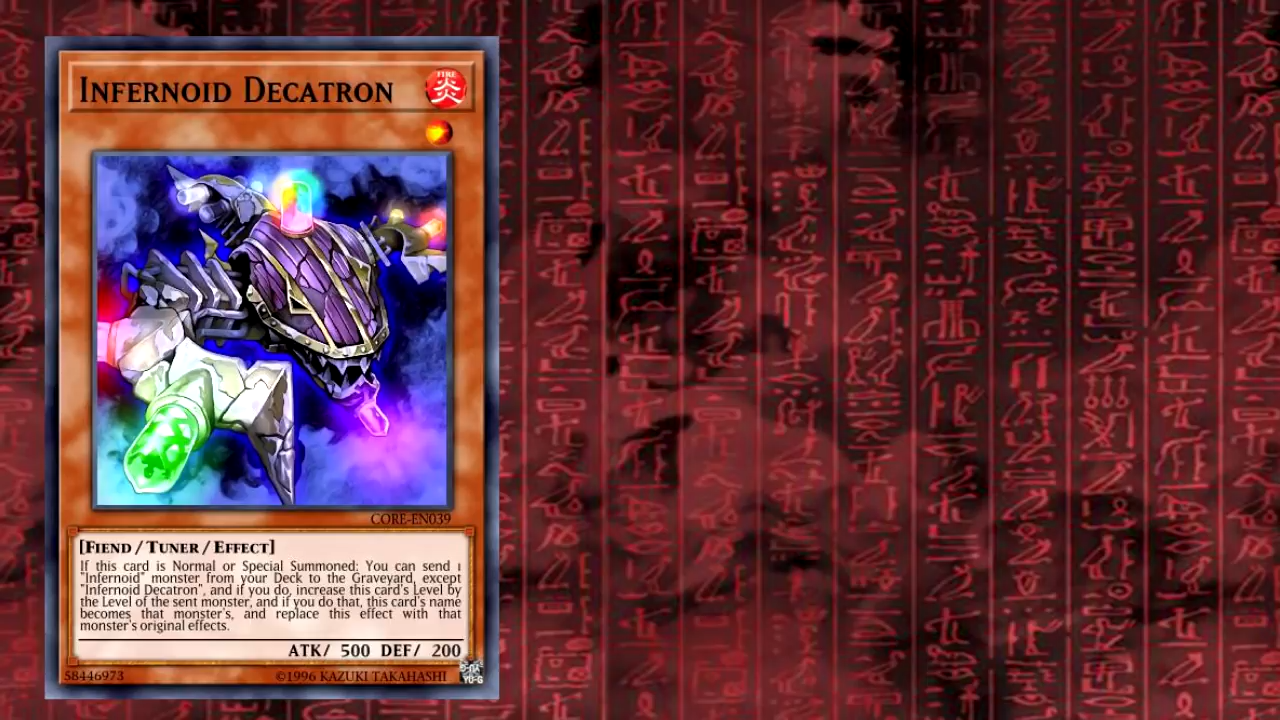 INFERNOID DECATRON
FIRE
炎
CORE-EN039
[FIEND / TUNER / EFFECT]
If this card is Normal or Special Summoned: You can send 1
"Infernoid" monster from your Deck to the Graveyard, except
"Infernoid Decatron", and if you do, increase this card's Level by
the Level of the sent monster, and if you do that, this card's name
becomes that monster's, and replace this effect with that
monster's original effects.
ATK/ 500 DEF/ 200
58446973
©1996 KAZUKI TAKAHASHI